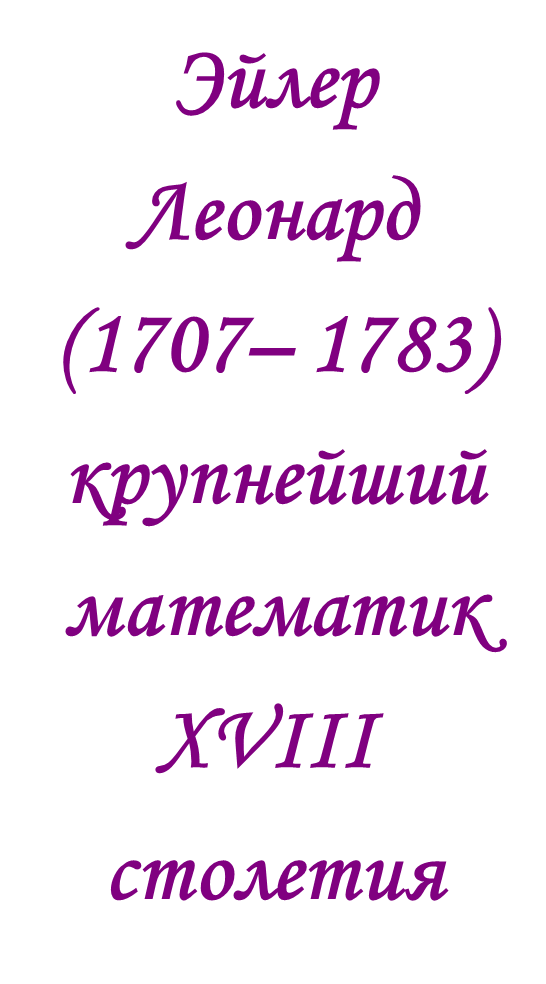 Эйлер
Леонард
(1707– 1783)
крупнейший
математик
XVIII
столетия